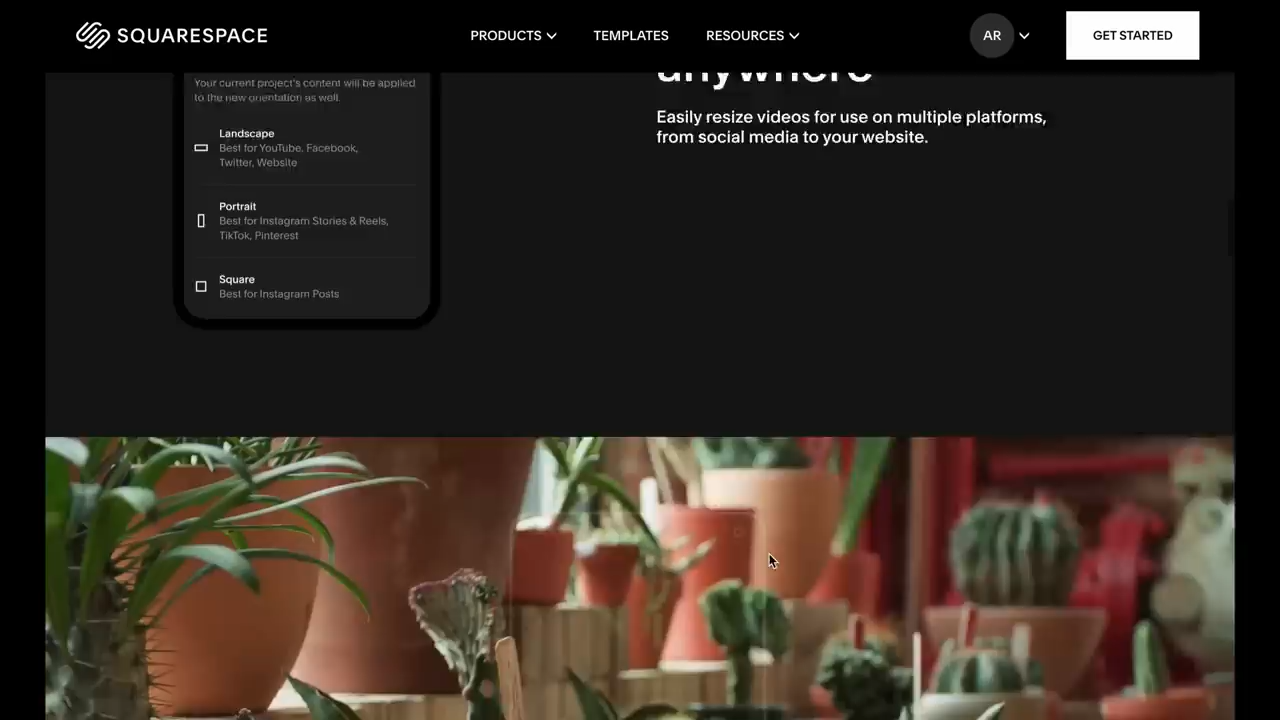 SQUARESPACE
PRODUCTS
TEMPLATES
RESOURCES
AR
GET STARTED
Your current project's content will be applied
to the new orientation as well.
Landscape
Best for YouTube, Facebook,
Twitter, Website
Portrait
Best for Instagram Stories & Reels,
TikTok, Pinterest
Square
Best for Instagram Posts
anywhere
Easily resize videos for use on multiple platforms,
from social media to your website.